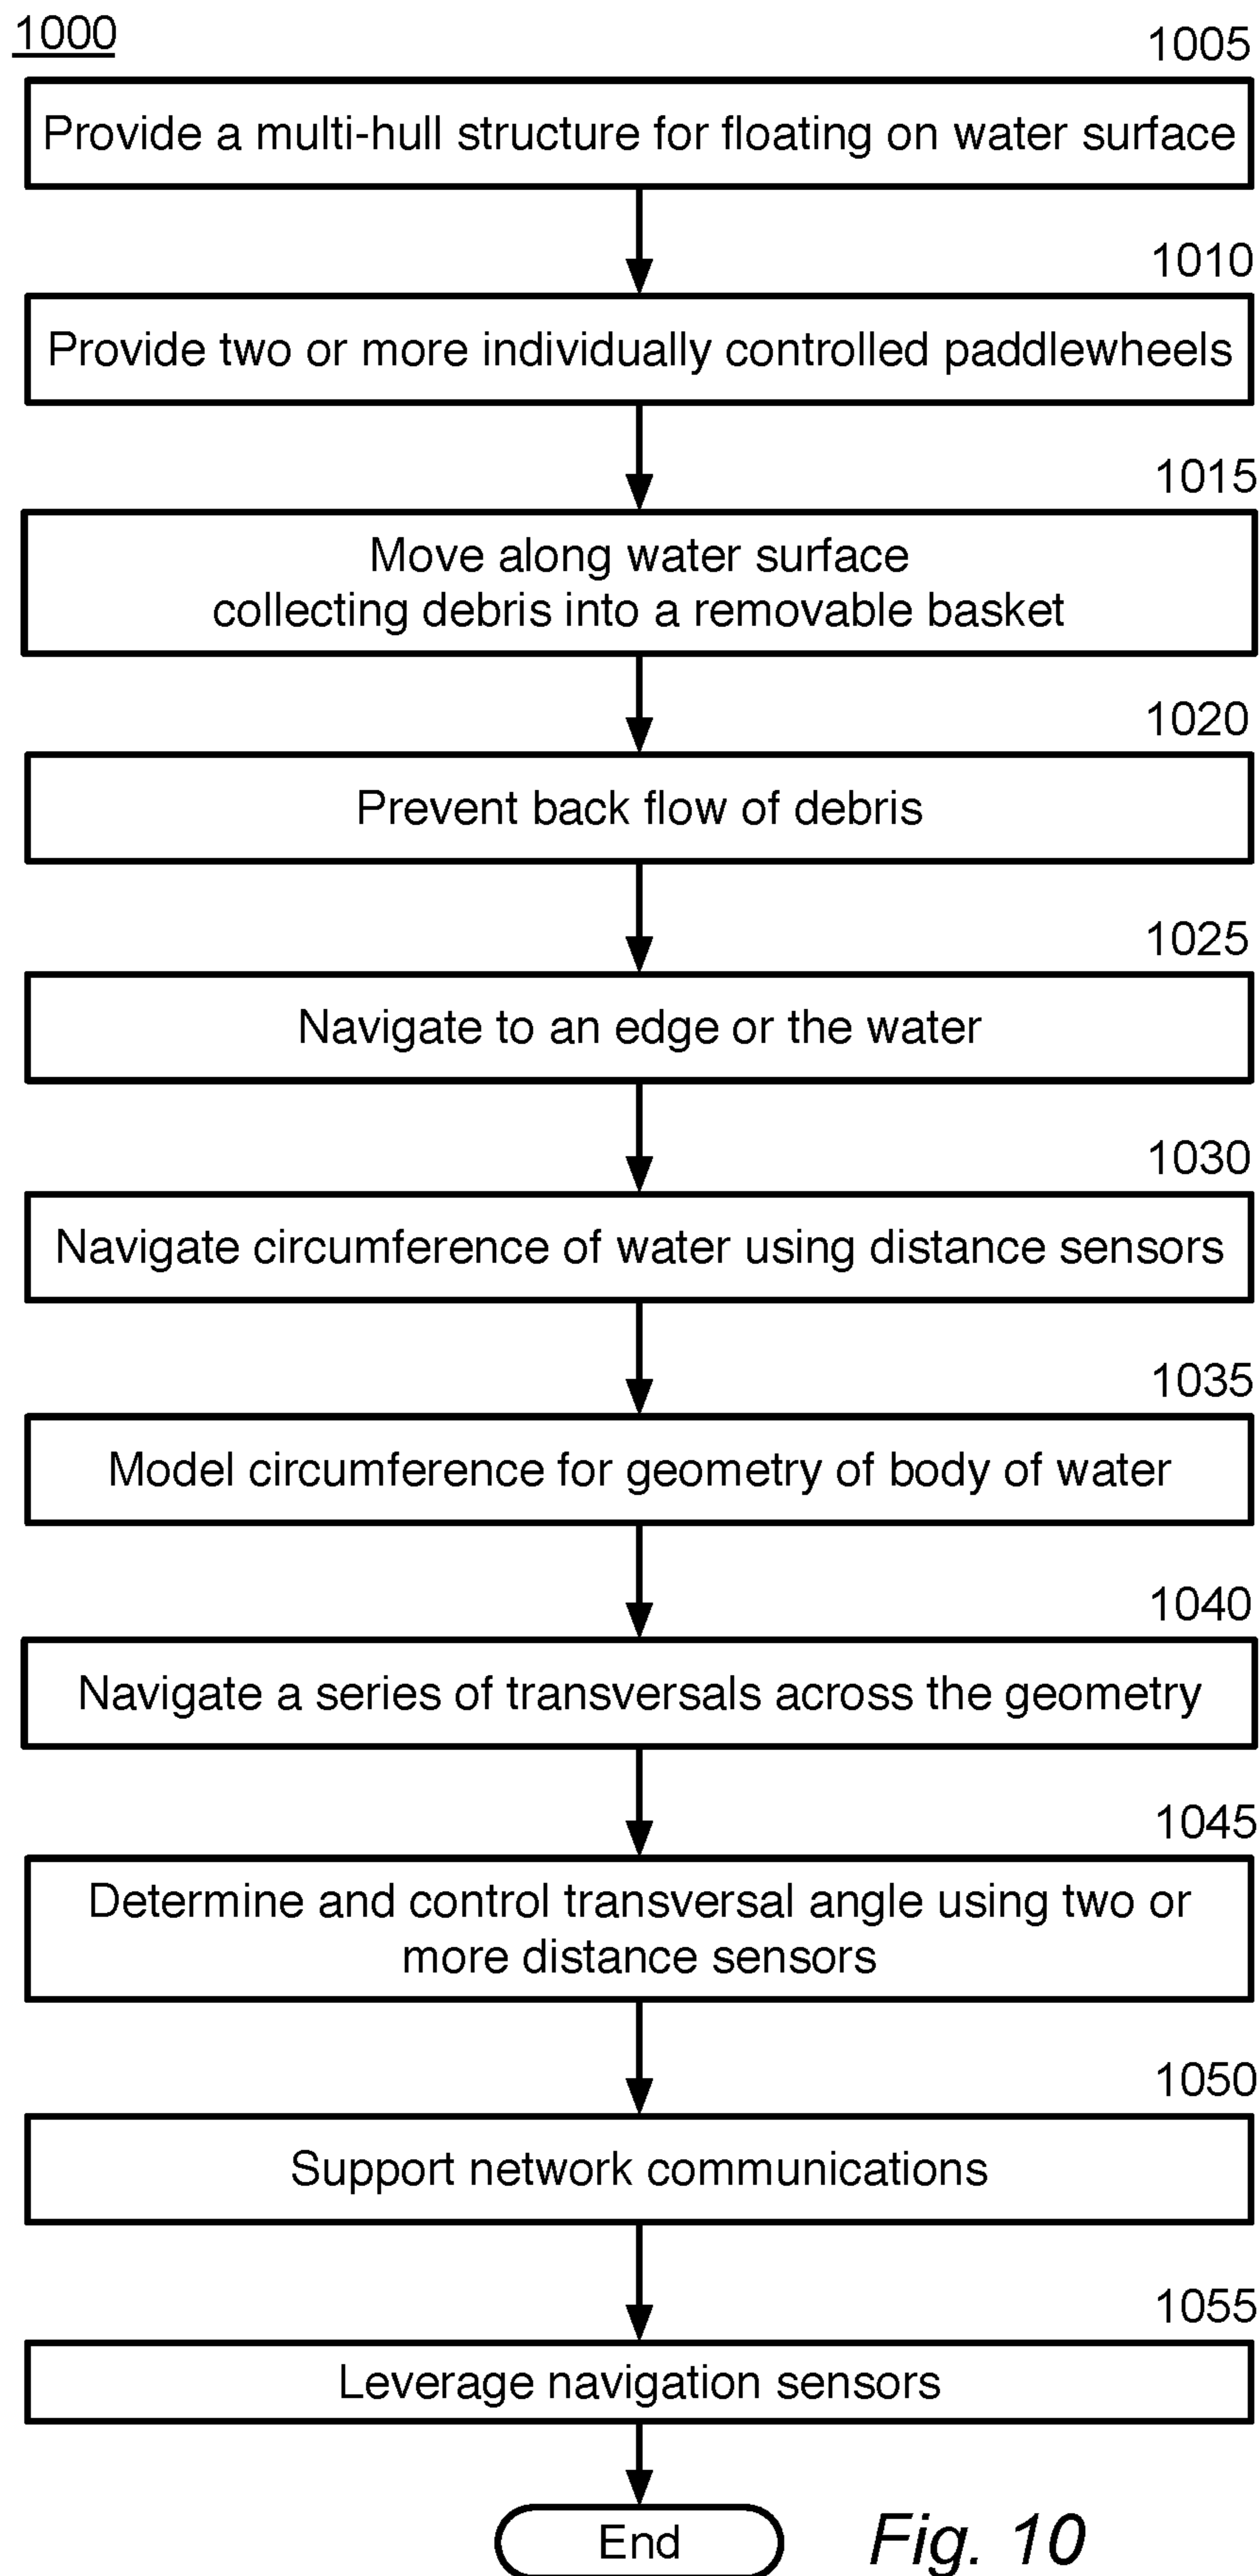 1000
1005
Provide a multi-hull structure for floating on water surface
1010
Provide two or more individually controlled paddlewheels
1015
Move along water surface
collecting debris into a removable basket
1020
Prevent back flow of debris
1025
Navigate to an edge or the water
1030
Navigate circumference of water using distance sensors
1035
Model circumference for geometry of body of water
1040
Navigate a series of transversals across the geometry
1045
Determine and control transversal angle using two or
more distance sensors
1050
Support network communications
1055
Leverage navigation sensors
End
Fig. 10